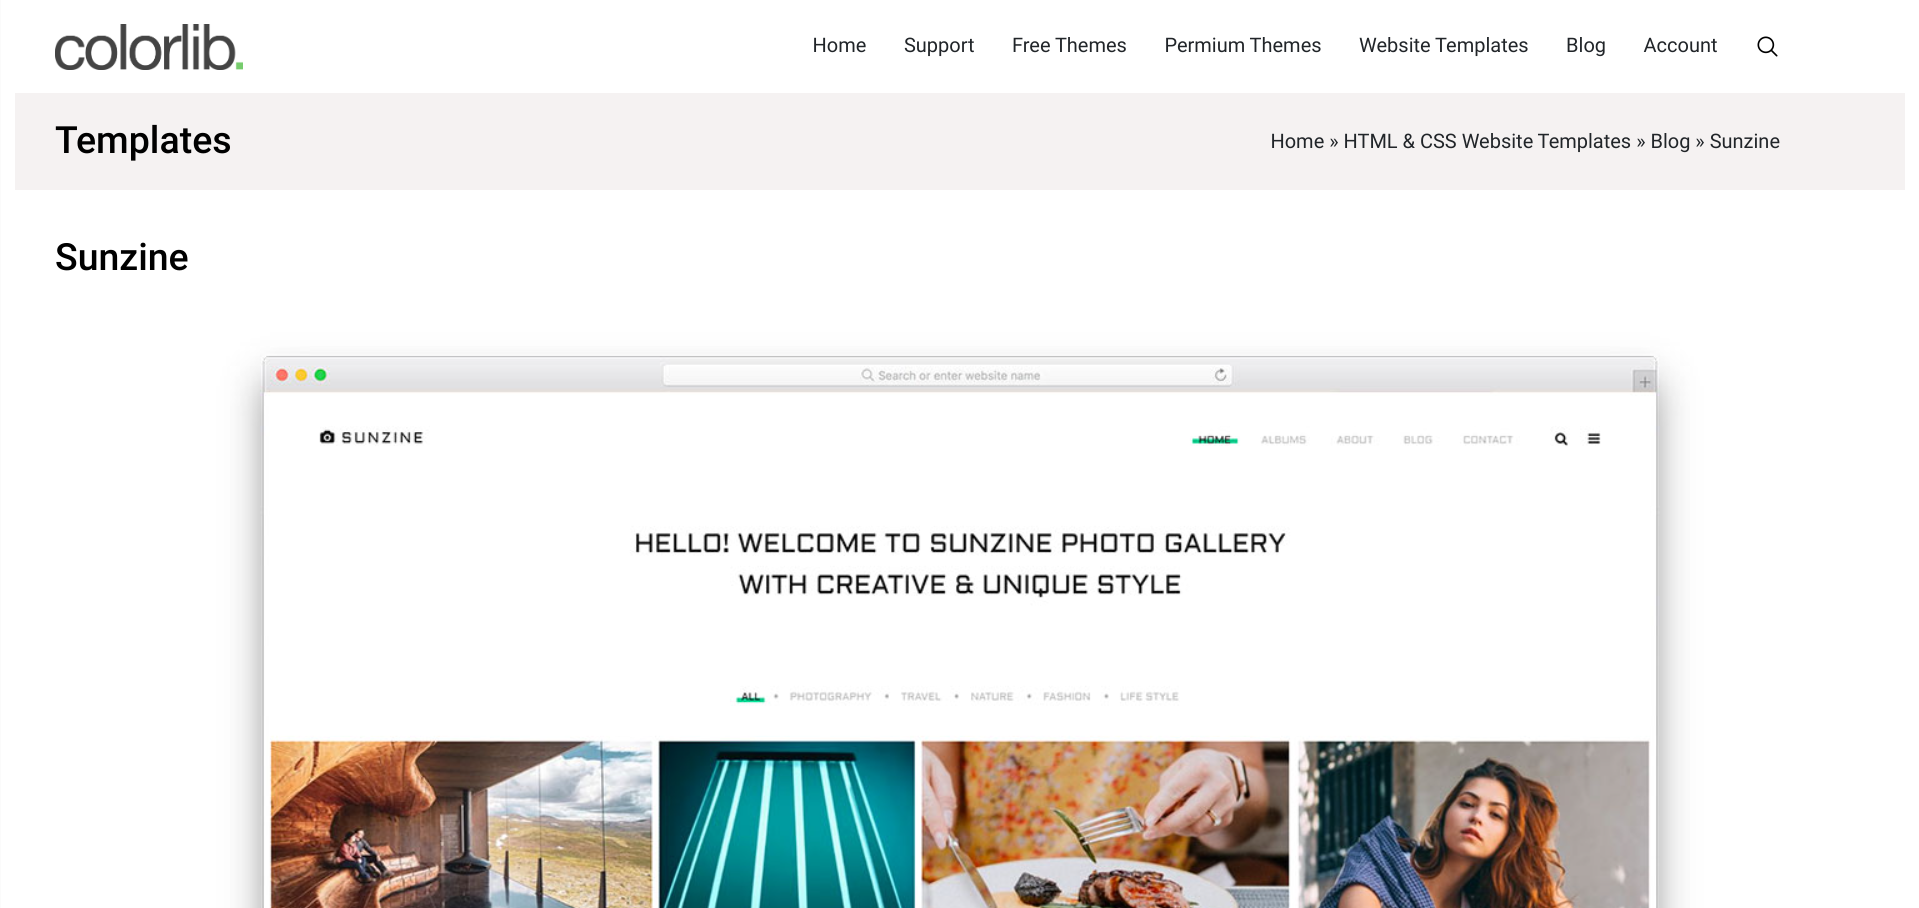 colorlib.
Home Support Free Themes Permium Themes Website Templates Blog Account
Templates
Home » HTML & CSS Website Templates » Blog » Sunzine
Sunzine
Search or enter website name
SUNZINE
HOME ALBUMS ABOUT BLOG CONTACT
HELLO! WELCOME TO SUNZINE PHOTO GALLERY
WITH CREATIVE & UNIQUE STYLE
ALL • PHOTOGRAPHY • TRAVEL • NATURE • FASHION • LIFE STYLE